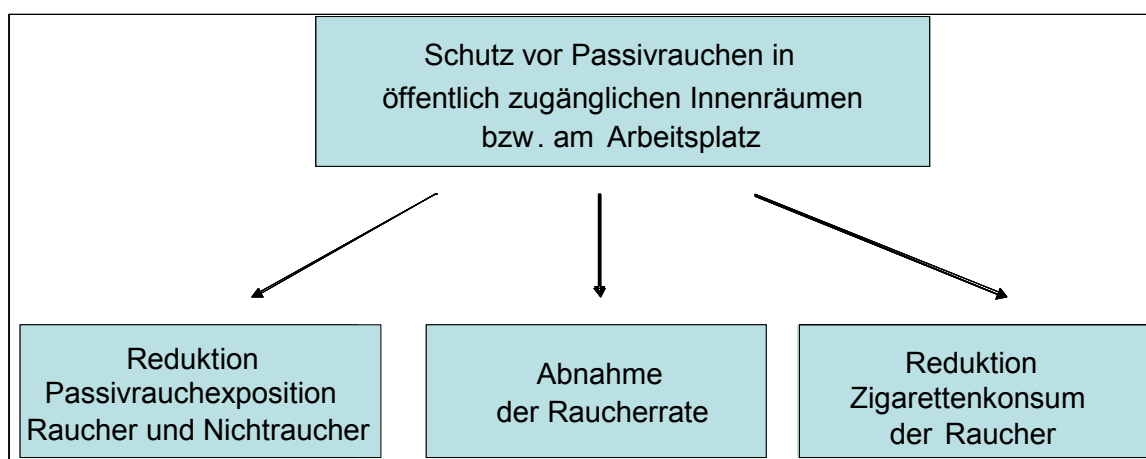 Schutz vor Passivrauchen in
öffentlich zugänglichen Innenräumen
bzw. am Arbeitsplatz
Reduktion
Passivrauchexposition
Raucher und Nichtraucher
Abnahme
der Raucherrate
Reduktion
Zigarettenkonsum
der Raucher